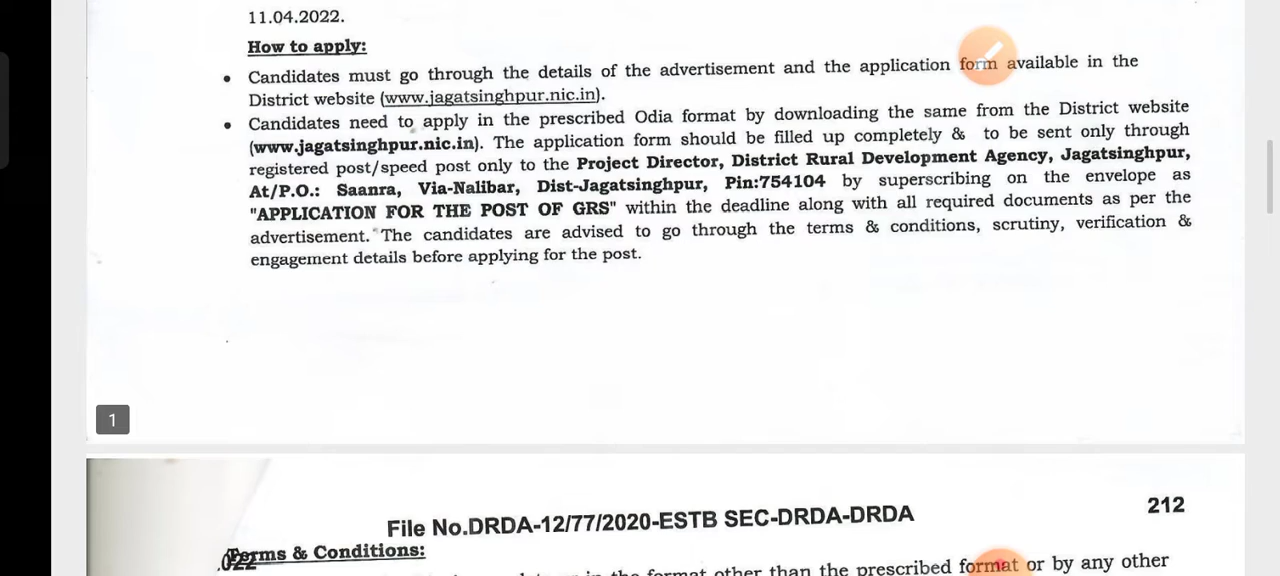 11.04.2022.
How to apply:
• Candidates must go through the details of the advertisement and the application form available in the
District website (www.jagatsinghpur.nic.in).
• Candidates need to apply in the prescribed Odia format by downloading the same from the District website
(www.jagatsinghpur.nic.in). The application form should be filled up completely & to be sent only through
registered post/speed post only to the Project Director, District Rural Development Agency, Jagatsinghpur,
At/P.O.: Saanra, Via-Nalibar, Dist-Jagatsinghpur, Pin:754104 by superscribing on the envelope as
"APPLICATION FOR THE POST OF GRS" within the deadline along with all required documents as per the
advertisement. The candidates are advised to go through the terms & conditions, scrutiny, verification &
engagement details before applying for the post.
1
212
File No.DRDA-12/77/2020-ESTB SEC-DRDA-DRDA
Terms & Conditions:
.022
in the format other than the prescribed format or by any other